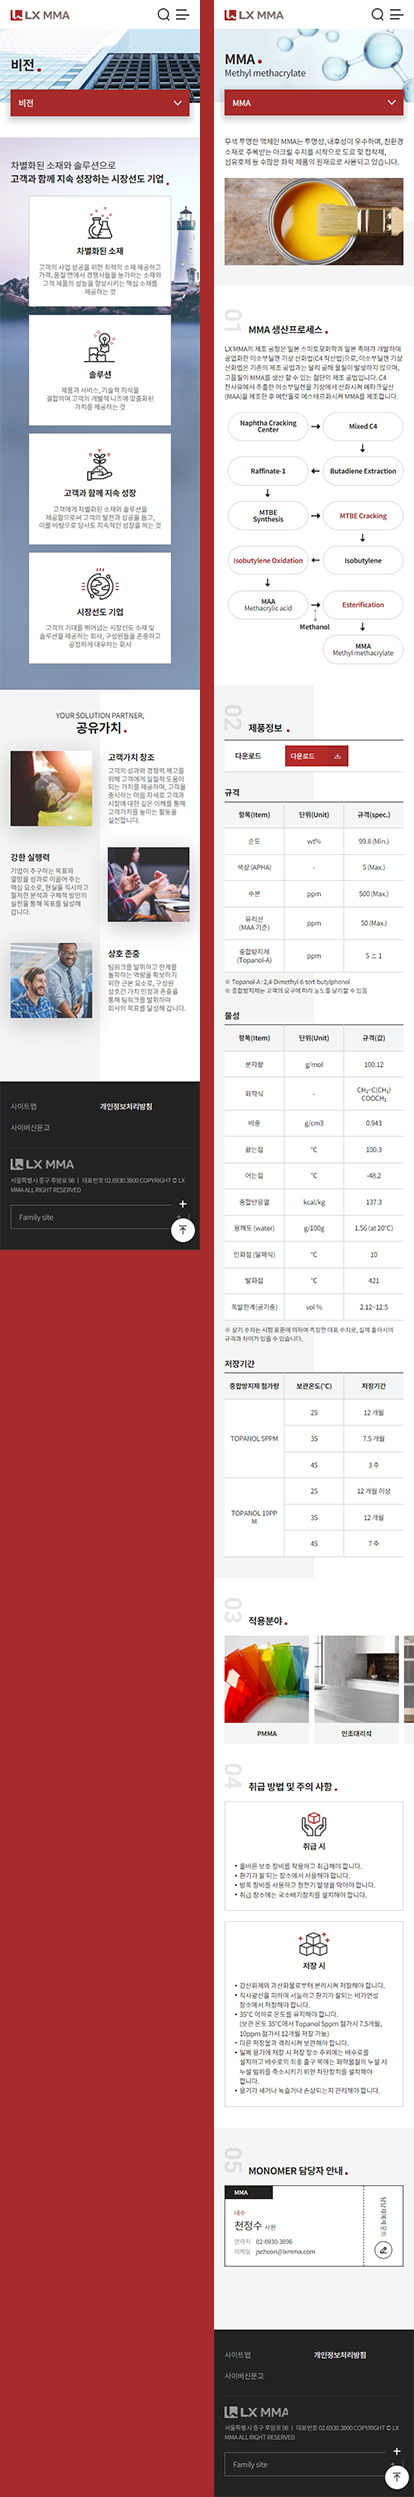 LX MMA
비전
비전
차별화된 소재와 솔루션으로
고객과 함께 지속 성장하는 시장선도 기업
차별화된 소재
고객의 사업 성공을 위한 최적의 소재 제공하고
가격, 품질 면에서 경쟁사들을 능가하는 소재와
고객 제품의 성능을 향상시키는 핵심 소재를
제공하는 것
솔루션
제품과 서비스, 기술적 지식을
결합하여 고객의 개별적 니즈에 맞춤화된
가치를 제공하는 것
고객과 함께 지속 성장
고객에게 차별화된 소재와 솔루션을
제공함으로써 고객의 발전과 성공을 돕고,
이를 바탕으로 당사도 지속적인 성장을 하는 것
시장선도 기업
고객의 기대를 뛰어넘는 시장선도 소재 및
솔루션을 제공하는 회사, 구성원들을 존중하고
공정하게 대우하는 회사
YOUR SOLUTION PARTNER,
공유가치
고객가치 창조
고객의 성과와 경쟁력 제고를
위해 고객에게 실질적 도움이
되는 가치를 제공하며, 고객을
중시하는 마음 자세로 고객과
시장에 대한 깊은 이해를 통해
고객가치를 높이는 활동을
실천합니다.
강한 실행력
기업이 추구하는 목표와
열망을 성과로 이끌어 주는
핵심 요소로, 현실을 직시하고
철저한 분석과 구체적 방안의
실천을 통해 목표를 달성해
갑니다.
상호 존중
팀워크를 발휘하고 한계를
돌파하는 역량을 확보하기
위한 근본 요소로, 구성원
상호간 가치 인정과 존중을
통해 팀워크를 발휘하여
회사의 목표를 달성해 갑니다.
사이트맵
개인정보처리방침
사이버신문고
LX MMA
서울특별시 중구 후암로 98 | 대표번호 02.6930.3800 COPYRIGHT © LX
MMA ALL RIGHT RESERVED
Family site
LX MMA
MMA
Methyl methacrylate
MMA
무색 투명한 액체인 MMA는 투명성, 내후성이 우수하며, 친환경
소재로 주목받는 아크릴 수지를 시작으로 도료 및 접착제,
섬유호제 등 수많은 화학 제품의 원재료로 사용되고 있습니다.
01
MMA 생산프로세스
LX MMA의 제조 공정은 일본 스미토모화학과 일본 촉매가 개발하여
공업화한 이소부틸렌 기상 산화법(C4 직산법)으로, 이소부틸렌 기상
산화법은 기존의 제조 공법과는 달리 공해 물질이 발생하지 않으며,
고품질의 MMA를 생산 할 수 있는 첨단의 제조 공법입니다. C4
잔사유에서 추출한 이소부틸렌을 기상에서 산화시켜 메타크릴산
(MAA)을 제조한 후 메탄올로 에스테르화시켜 MMA를 제조합니다.
Naphtha Cracking
Center
Mixed C4
Raffinate-1
Butadiene Extraction
MTBE
Synthesis
MTBE Cracking
Isobutylene Oxidation
Isobutylene
MAA
Methacrylic acid
Esterification
Methanol
MMA
Methyl methacrylate
02
제품정보
다운로드
다운로드
규격
항목(Item) 단위(Unit) 규격(spec.)
순도 wt% 99.8 (Min.)
색상 (APHA) - 5 (Max.)
수분 ppm 500 (Max.)
유리산
(MAA 기준) ppm 50 (Max.)
중합방지제
(Topanol-A) ppm 5 ± 1
※ Topanol-A : 2,4 Dimethyl-6-tert-butylphenol
※ 중합방지제는 고객의 요구에 따라 농도를 달리할 수 있음
물성
항목(Item) 단위(Unit) 규격(값)
분자량 g/mol 100.12
화학식 - CH₂=C(CH₃)
COOCH₃
비중 g/cm3 0.943
끓는점 °C 100.3
어는점 °C -48.2
중합반응열 kcal/kg 137.3
용해도 (water) g/100g 1.56 (at 20°C)
인화점 (밀폐식) °C 10
발화점 °C 421
폭발한계(공기중) vol % 2.12~12.5
※ 상기 수치는 시험 표준에 의하여 측정한 대표 수치로, 실제 출하시의
규격과 차이가 있을 수 있습니다.
저장기간
중합방지제 첨가량 보관온도(°C) 저장기간
TOPANOL 5PPM
25 12 개월
35 7.5 개월
45 3 주
TOPANOL 10PP
M
25 12 개월 이상
35 12 개월
45 7 주
03
적용분야
PMMA
인조대리석
04
취급 방법 및 주의 사항
취급 시
• 올바른 보호 장비를 착용하고 취급해야 합니다.
• 환기가 잘 되는 장소에서 사용해야 합니다.
• 방폭 장비를 사용하고 정전기 발생을 막아야 합니다.
• 취급 장소에는 국소배기장치를 설치해야 합니다.
저장 시
• 강산화제와 과산화물로부터 분리시켜 저장해야 합니다.
• 직사광선을 피하여 서늘하고 환기가 잘되는 비가연성
장소에서 저장해야 합니다.
• 35°C 이하로 온도를 유지해야 합니다.
(보관 온도 35°C에서 Topanol 5ppm 첨가시 7.5개월,
10ppm 첨가시 12개월 저장 가능)
• 다른 저장물과 격리시켜 보관해야 합니다.
• 밀폐 용기에 저장 시 저장 장소 주위에는 배수로를
설치하고 배수로의 최종 출구 쪽에는 화학물질의 누설 시
누설 범위를 축소시키기 위한 차단장치를 설치해야
합니다.
• 용기가 새거나 녹슬거나 손상되는지 관리해야 합니다.
05
MONOMER 담당자 안내
MMA
내수
천정수 사원
연락처 02-6930-3896
이메일 jscheon@lxmma.com
담당자에게 문의
사이트맵
개인정보처리방침
사이버신문고
LX MMA
서울특별시 중구 후암로 98 | 대표번호 02.6930.3800 COPYRIGHT © LX
MMA ALL RIGHT RESERVED
Family site